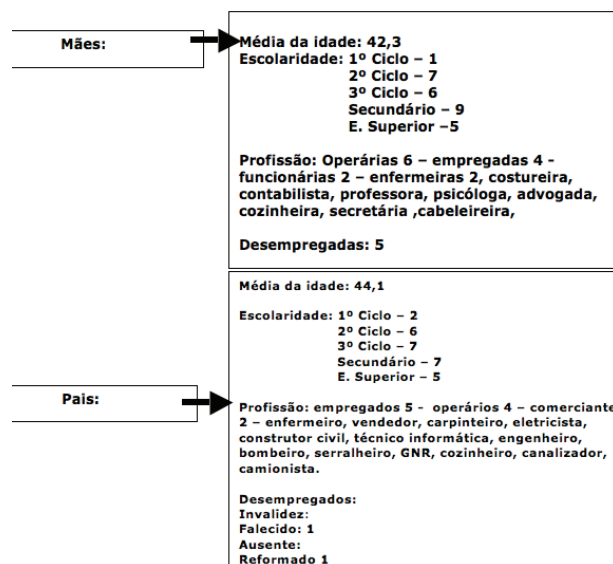 Mães:
Média da idade: 42,3
Escolaridade: 1º Ciclo – 1
2º Ciclo – 7
3º Ciclo – 6
Secundário – 9
E. Superior –5
Profissão: Operárias 6 – empregadas 4 -
funcionárias 2 – enfermeiras 2, costureira,
contabilista, professora, psicóloga, advogada,
cozinheira, secretária ,cabeleireira,
Desempregadas: 5
Pais:
Média da idade: 44,1
Escolaridade: 1º Ciclo – 2
2º Ciclo – 6
3º Ciclo – 7
Secundário – 7
E. Superior – 5
Profissão: empregados 5 - operários 4 – comerciante
2 – enfermeiro, vendedor, carpinteiro, eletricista,
construtor civil, técnico informática, engenheiro,
bombeiro, serralheiro, GNR, cozinheiro, canalizador,
camionista.
Desempregados:
Invalidez:
Falecido: 1
Ausente:
Reformado 1